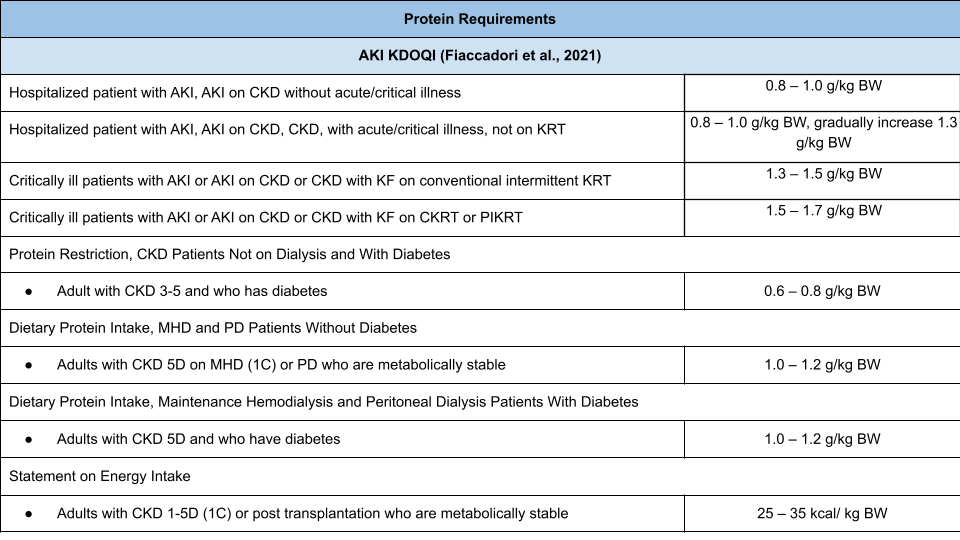 Protein Requirements
AKI KDOQI (Fiaccadori et al., 2021)
Hospitalized patient with AKI, AKI on CKD without acute/critical illness
0.8 – 1.0 g/kg BW
Hospitalized patient with AKI, AKI on CKD, CKD, with acute/critical illness, not on KRT
0.8 – 1.0 g/kg BW, gradually increase 1.3
g/kg BW
Critically ill patients with AKI or AKI on CKD or CKD with KF on conventional intermittent KRT
1.3 – 1.5 g/kg BW
Critically ill patients with AKI or AKI on CKD or CKD with KF on CKRT or PIKRT
1.5 – 1.7 g/kg BW
Protein Restriction, CKD Patients Not on Dialysis and With Diabetes
● Adult with CKD 3-5 and who has diabetes
0.6 – 0.8 g/kg BW
Dietary Protein Intake, MHD and PD Patients Without Diabetes
● Adults with CKD 5D on MHD (1C) or PD who are metabolically stable
1.0 – 1.2 g/kg BW
Dietary Protein Intake, Maintenance Hemodialysis and Peritoneal Dialysis Patients With Diabetes
● Adults with CKD 5D and who have diabetes
1.0 – 1.2 g/kg BW
Statement on Energy Intake
● Adults with CKD 1-5D (1C) or post transplantation who are metabolically stable
25 – 35 kcal/ kg BW